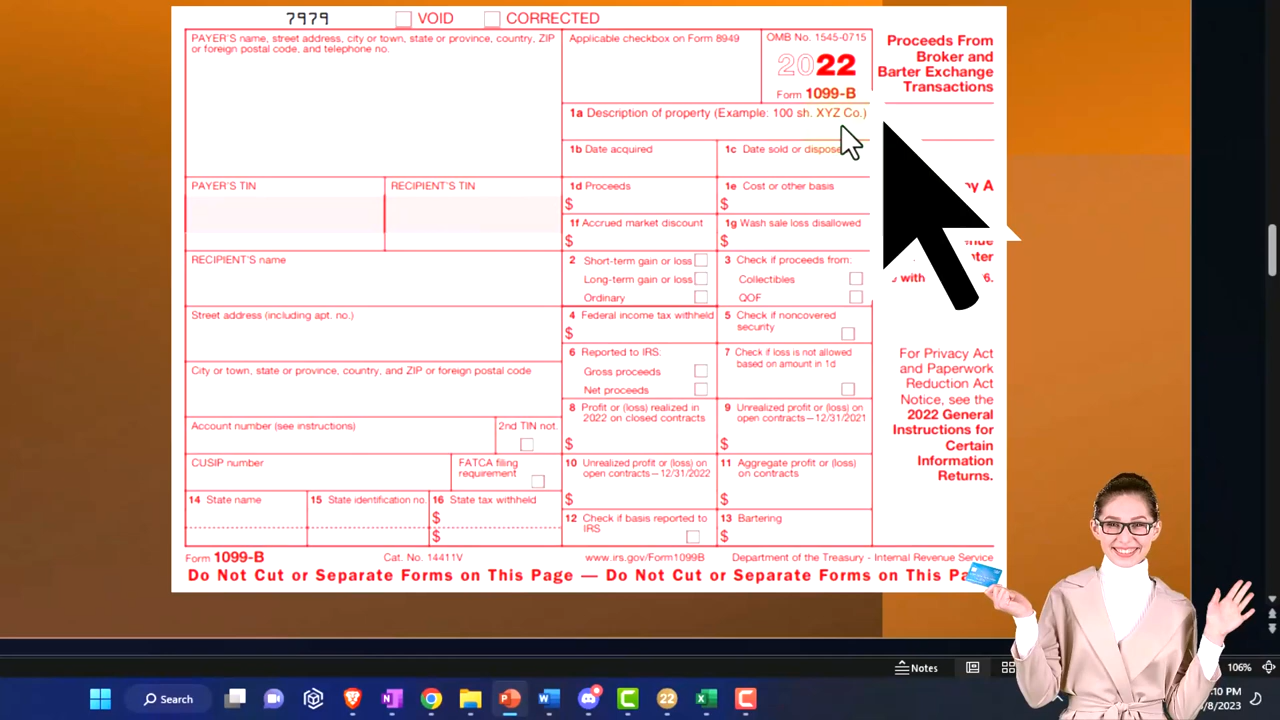 7979 VOID CORRECTED
PAYER'S name, street address, city or town, state or province, country, ZIP
or foreign postal code, and telephone no.
Applicable checkbox on Form 8949
OMB No. 1545-0715
2022
Form 1099-B
Proceeds From
Broker and
Barter Exchange
Transactions
1a Description of property (Example: 100 sh. XYZ Co.)
1b Date acquired
1c Date sold or dispose
PAYER'S TIN
RECIPIENT'S TIN
1d Proceeds
$
1e Cost or other basis
$
1f Accrued market discount
$
1g Wash sale loss disallowed
$
RECIPIENT'S name
2 Short-term gain or loss
Long-term gain or loss
Ordinary
3 Check if proceeds from:
Collectibles
QOF
Street address (including apt. no.)
4 Federal income tax withheld
$
5 Check if noncovered
security
City or town, state or province, country, and ZIP or foreign postal code
6 Reported to IRS:
Gross proceeds
Net proceeds
7 Check if loss is not allowed
based on amount in 1d
For Privacy Act
and Paperwork
Reduction Act
Notice, see the
2022 General
Instructions for
Certain
Information
Returns.
Account number (see instructions)
2nd TIN not.
8 Profit or (loss) realized in
2022 on closed contracts
$
9 Unrealized profit or (loss) on
open contracts—12/31/2021
$
CUSIP number
FATCA filing
requirement
10 Unrealized profit or (loss) on
open contracts—12/31/2022
$
11 Aggregate profit or (loss)
on contracts
$
14 State name
15 State identification no.
16 State tax withheld
$
$
12 Check if basis reported to
IRS
13 Bartering
Form 1099-B
Cat. No. 14411V
www.irs.gov/Form1099B
Department of the Treasury - Internal Revenue Service
Do Not Cut or Separate Forms on This Page — Do Not Cut or Separate Forms on This Pa
Notes
106%
Search
22
:10 PM
/8/2023